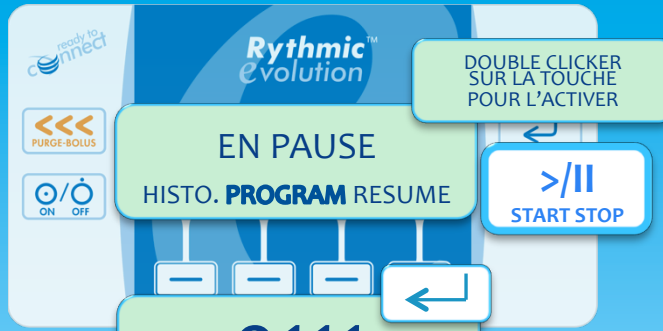 ready to
connect
Rythmic™
evolution
DOUBLE CLICKER
SUR LA TOUCHE
POUR L'ACTIVER
<<<
PURGE-BOLUS
EN PAUSE
HISTO. PROGRAM RESUME
ON OFF
>/II
START STOP